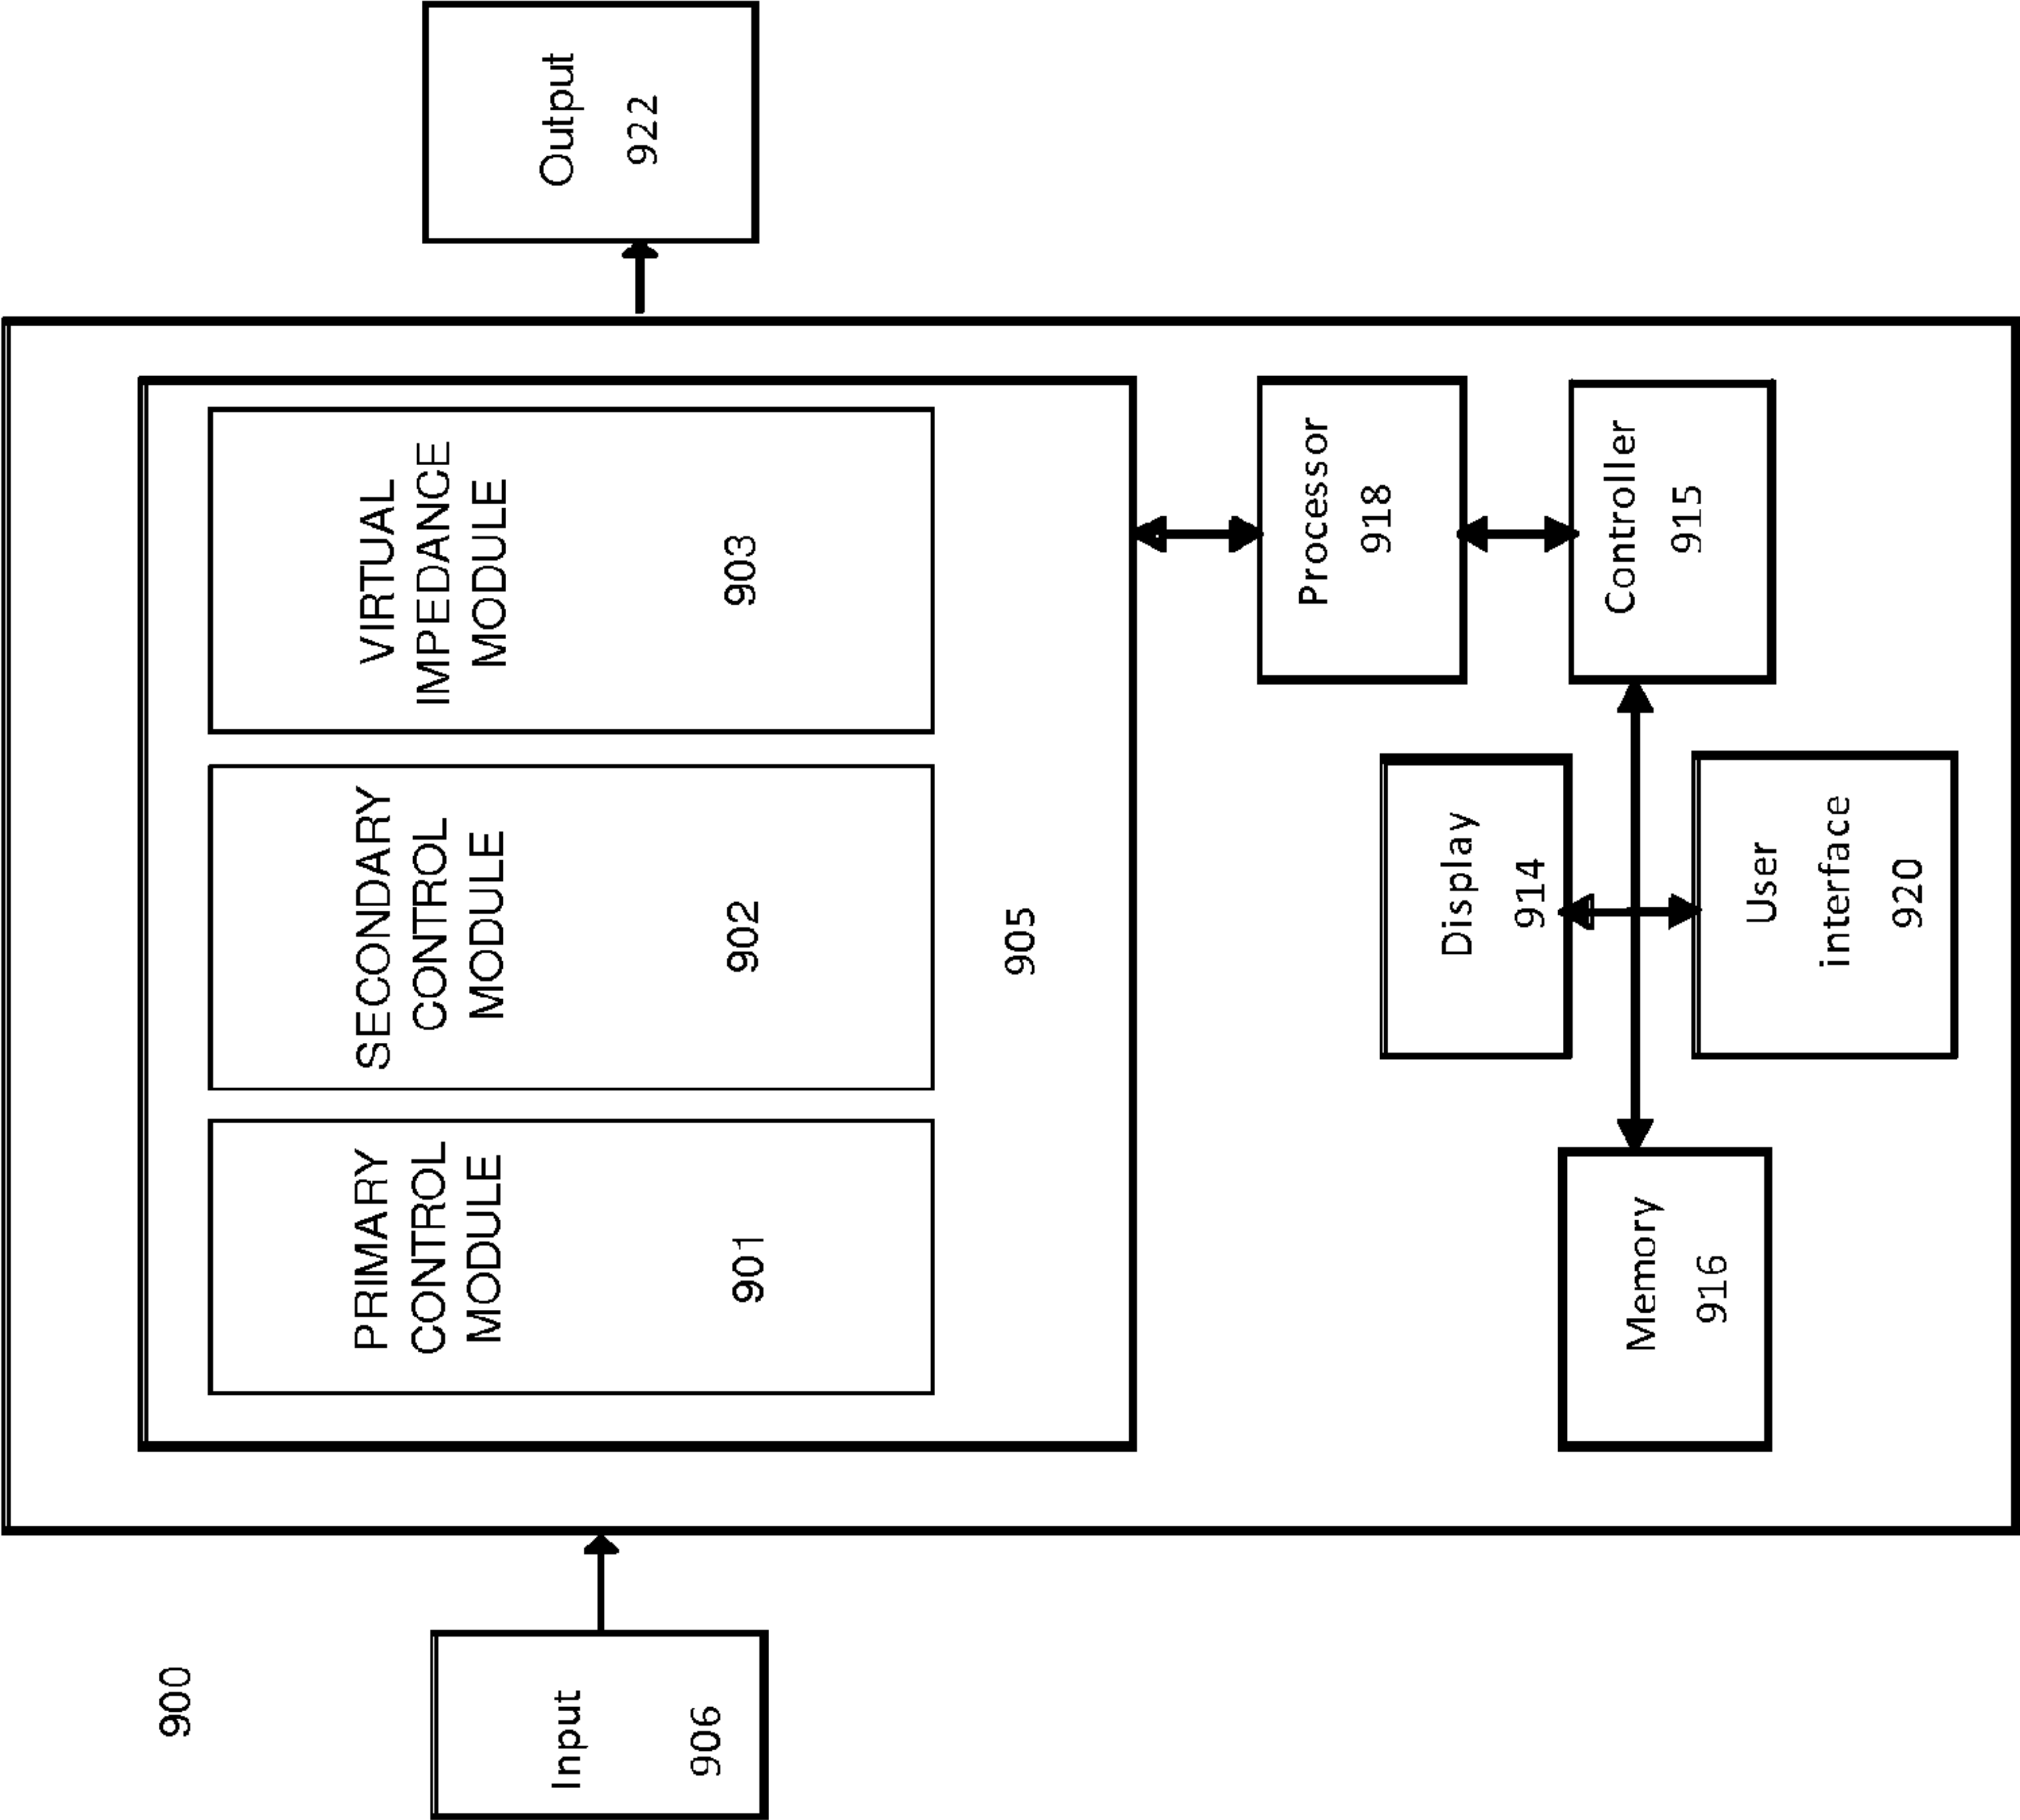 900
Input
906
PRIMARY
CONTROL
MODULE
901
SECONDARY
CONTROL
MODULE
902
VIRTUAL
IMPEDANCE
MODULE
903
905
Output
922
Processor
918
Display
914
Controller
915
Memory
916
User
interface
920